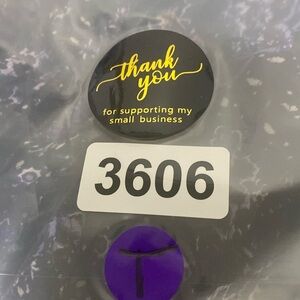 thank
you
for supporting my
small business
3606
T